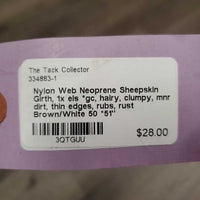 The Tack Collector
334883-1
Nylon Web Neoprene Sheepskin
Girth, 1x els *gc, hairy, clumpy, mnr
dirt, thin edges, rubs, rust
Brown/White 50 *51"
3QTGUU
$28.00